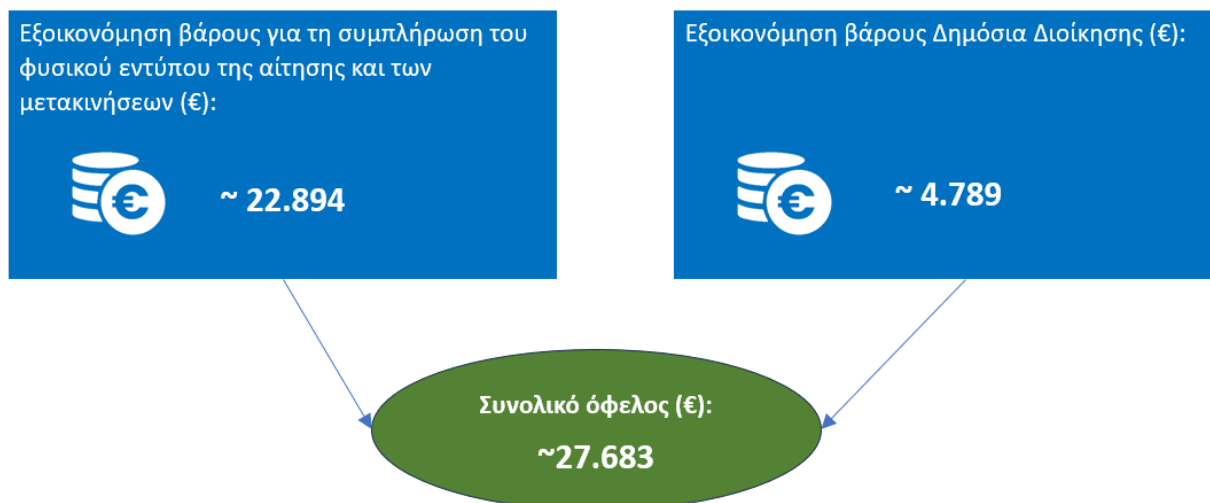 Εξοικονόμηση βάρους για τη συμπλήρωση του
φυσικού εντύπου της αίτησης και των
μετακινήσεων (€):
~ 22.894
Εξοικονόμηση βάρους Δημόσια Διοίκησης (€):
~ 4.789
Συνολικό όφελος (€):
~27.683